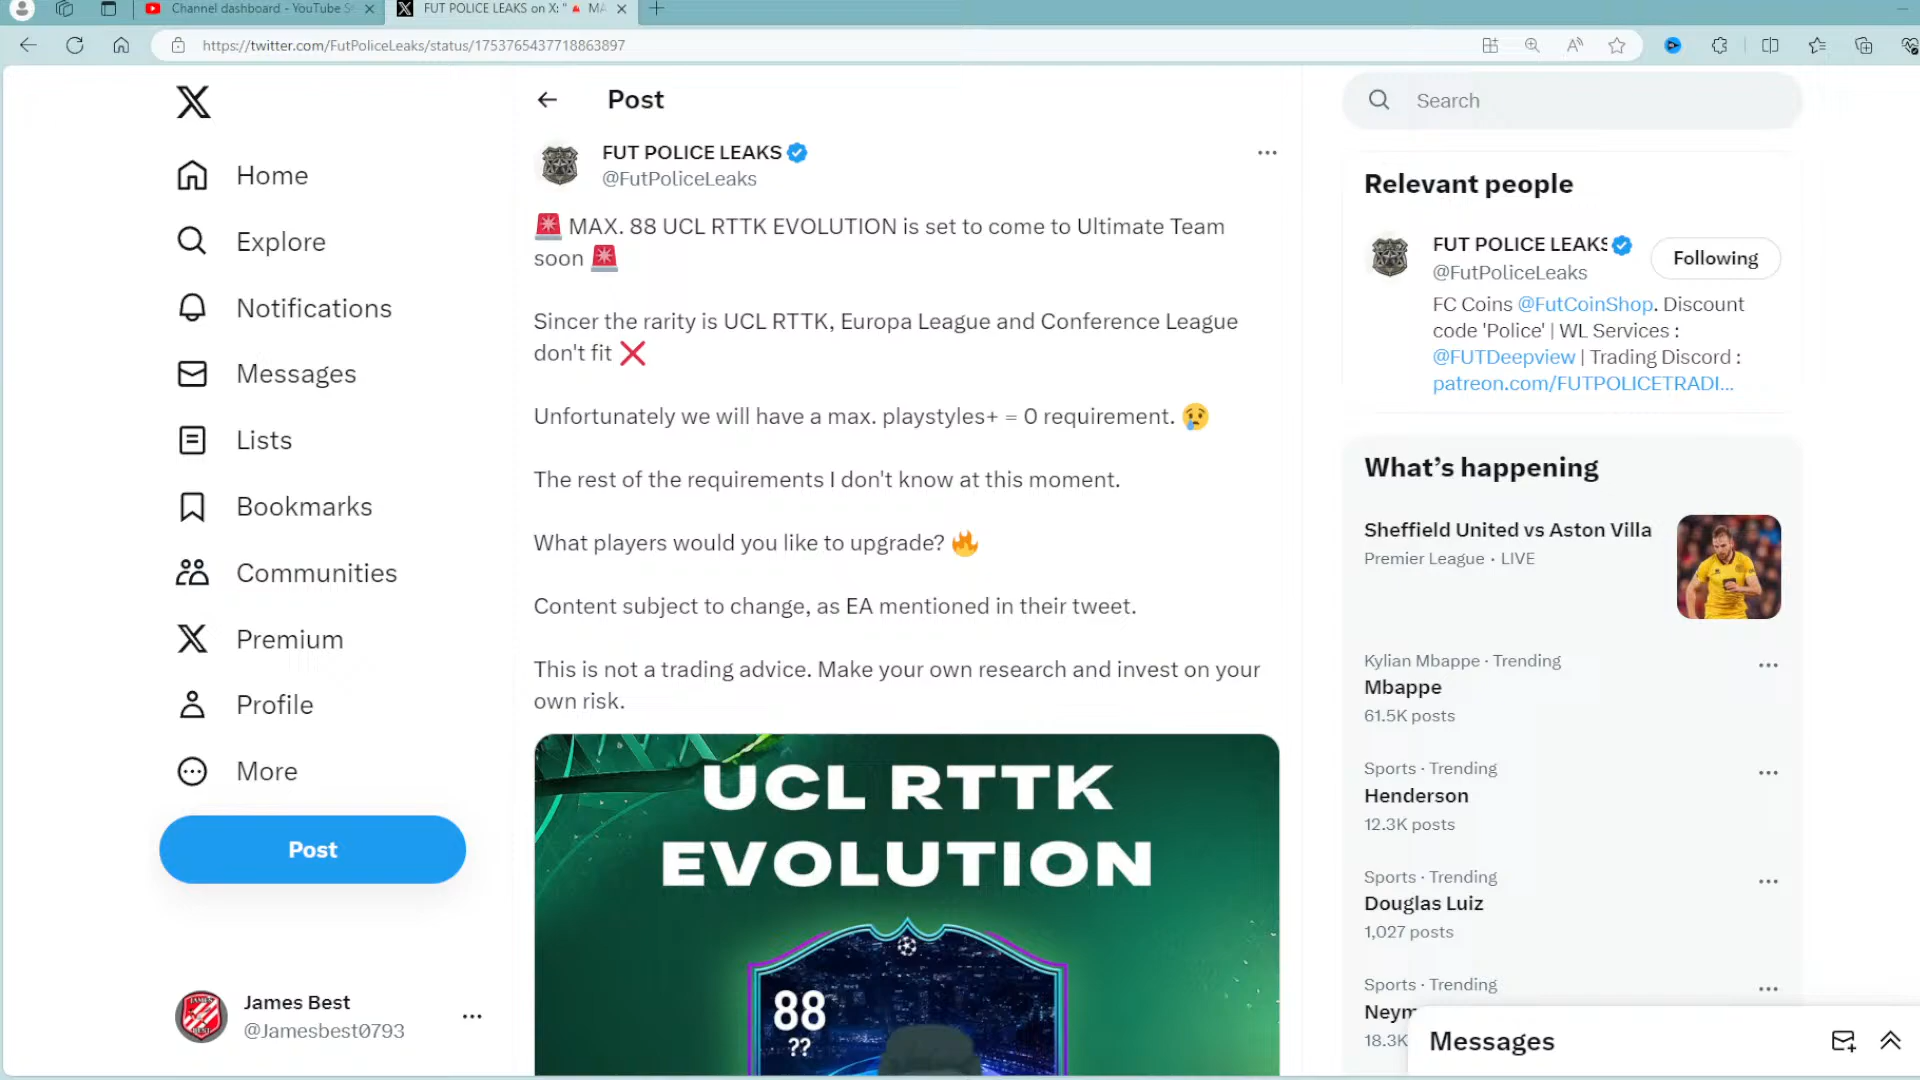 Channel dashboard - YouTube S
FUT POLICE LEAKS on X: "🚨 MA
https://twitter.com/FutPoliceLeaks/status/1753765437718863897
Home
Explore
Notifications
Messages
Lists
Bookmarks
Communities
Premium
Profile
More
Post
James Best
@Jamesbest0793
Post
FUT POLICE LEAKS
@FutPoliceLeaks
🚨 MAX. 88 UCL RTTK EVOLUTION is set to come to Ultimate Team
soon 🚨
Sincer the rarity is UCL RTTK, Europa League and Conference League
don't fit ❌
Unfortunately we will have a max. playstyles+ = 0 requirement. 😢
The rest of the requirements I don't know at this moment.
What players would you like to upgrade? 🔥
Content subject to change, as EA mentioned in their tweet.
This is not a trading advice. Make your own research and invest on your
own risk.
UCL RTTK
EVOLUTION
88
??
Search
Relevant people
FUT POLICE LEAKS
@FutPoliceLeaks
Following
FC Coins @FutCoinShop. Discount
code 'Police' | WL Services :
@FUTDeepview | Trading Discord :
patreon.com/FUTPOLICETRADI...
What's happening
Sheffield United vs Aston Villa
Premier League · LIVE
Kylian Mbappe · Trending
Mbappe
61.5K posts
Sports · Trending
Henderson
12.3K posts
Sports · Trending
Douglas Luiz
1,027 posts
Sports · Trending
Neym
18.3K
Messages